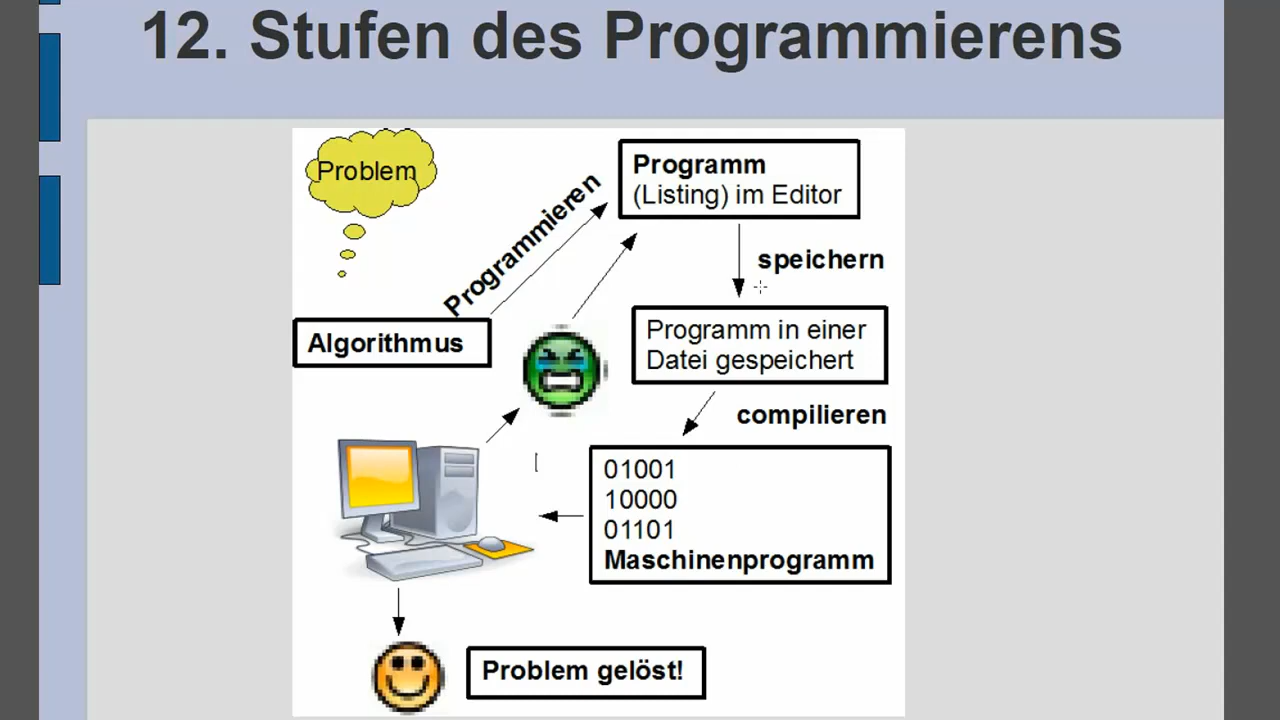 12. Stufen des Programmierens
Problem
Programm
(Listing) im Editor
Programmieren
speichern
Algorithmus
Programm in einer
Datei gespeichert
compilieren
01001
10000
01101
Maschinenprogramm
Problem gelöst!